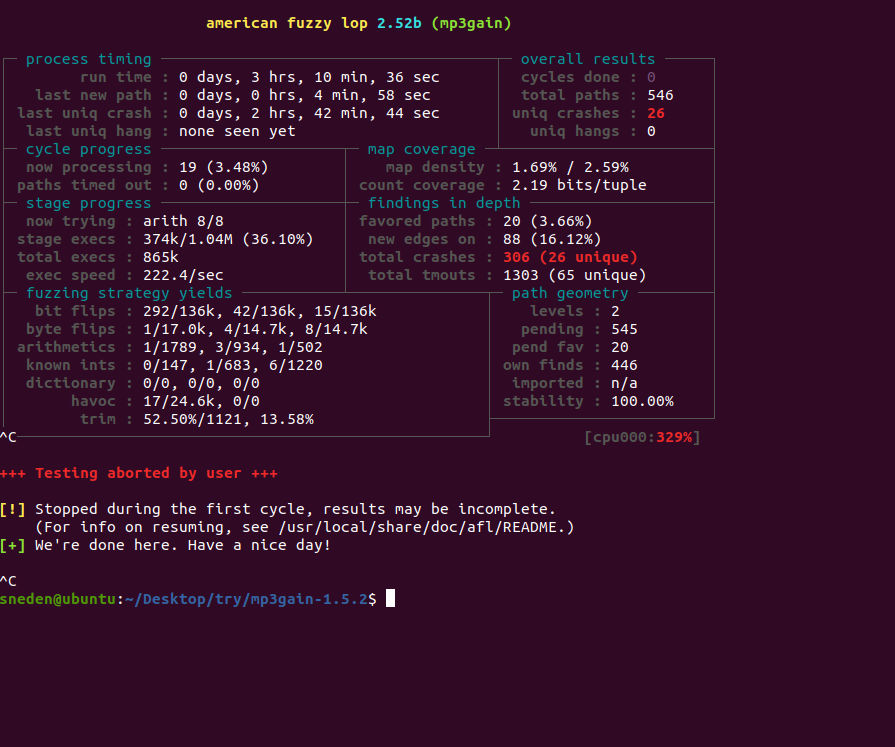 american fuzzy lop 2.52b (mp3gain)
process timing overall results
run time : 0 days, 3 hrs, 10 min, 36 sec cycles done : 0
last new path : 0 days, 0 hrs, 4 min, 58 sec total paths : 546
last uniq crash : 0 days, 2 hrs, 42 min, 44 sec uniq crashes : 26
last uniq hang : none seen yet uniq hangs : 0
cycle progress map coverage
now processing : 19 (3.48%) map density : 1.69% / 2.59%
paths timed out : 0 (0.00%) count coverage : 2.19 bits/tuple
stage progress findings in depth
now trying : arith 8/8 favored paths : 20 (3.66%)
stage execs : 374k/1.04M (36.10%) new edges on : 88 (16.12%)
total execs : 865k total crashes : 306 (26 unique)
exec speed : 222.4/sec total tmouts : 1303 (65 unique)
fuzzing strategy yields path geometry
bit flips : 292/136k, 42/136k, 15/136k levels : 2
byte flips : 1/17.0k, 4/14.7k, 8/14.7k pending : 545
arithmetics : 1/1789, 3/934, 1/502 pend fav : 20
known ints : 0/147, 1/683, 6/1220 own finds : 446
dictionary : 0/0, 0/0, 0/0 imported : n/a
havoc : 17/24.6k, 0/0 stability : 100.00%
trim : 52.50%/1121, 13.58%
^C [cpu000:329%]
+++ Testing aborted by user +++
[!] Stopped during the first cycle, results may be incomplete.
(For info on resuming, see /usr/local/share/doc/afl/README.)
[+] We're done here. Have a nice day!
^C
sneden@ubuntu:~/Desktop/try/mp3gain-1.5.2$